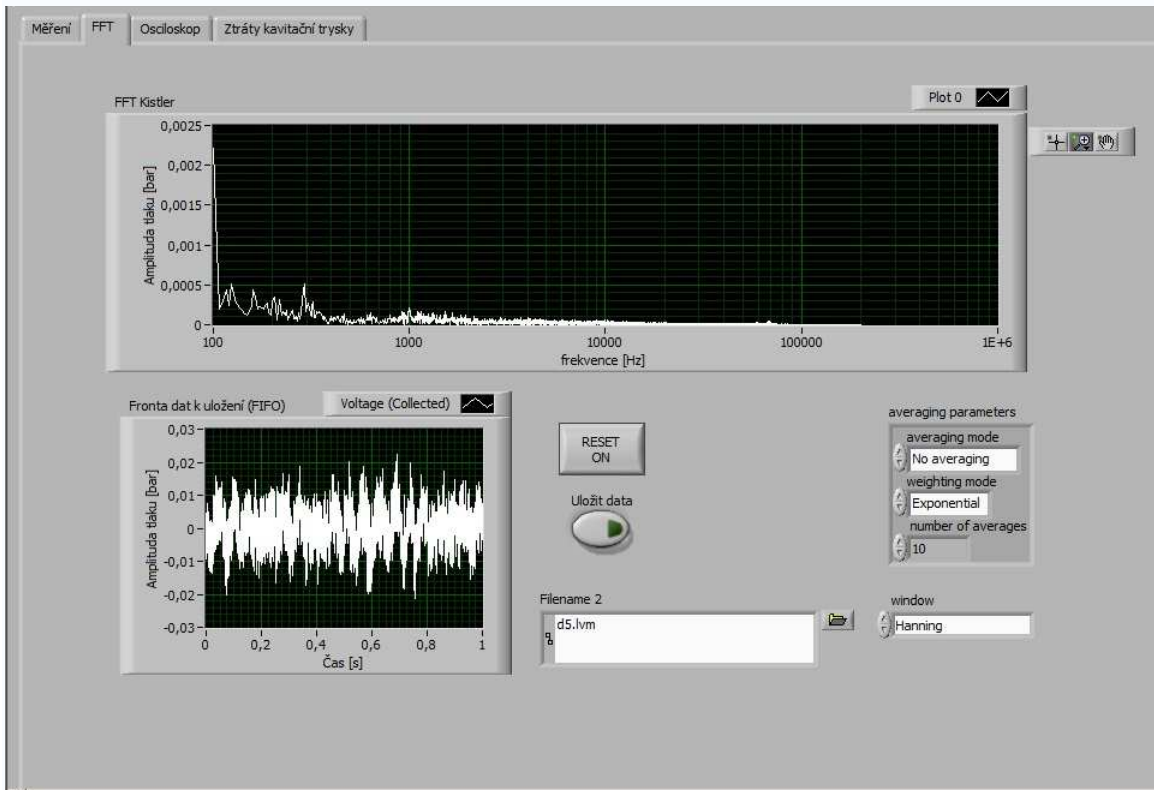 Měření
FFT
Osciloskop
Ztráty kavitační trysky
FFT Kistler
Plot 0
Amplituda tlaku [bar]
0,0025
0,002
0,0015
0,001
0,0005
0
100
1000
10000
100000
1E+6
frekvence [Hz]
Fronta dat k uložení (FIFO)
Voltage (Collected)
Amplituda tlaku [bar]
0,03
0,02
0,01
0
-0,01
-0,02
-0,03
0
0,2
0,4
0,6
0,8
1
Čas [s]
RESET
ON
Uložit data
Filename 2
d5.lvm
averaging parameters
averaging mode
No averaging
weighting mode
Exponential
number of averages
10
window
Hanning